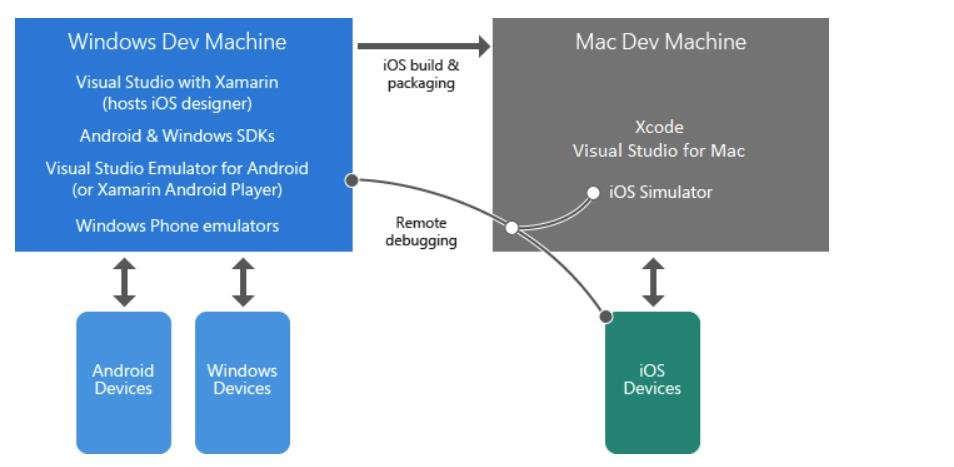 Windows Dev Machine
Visual Studio with Xamarin
(hosts iOS designer)
Android & Windows SDKs
Visual Studio Emulator for Android
(or Xamarin Android Player)
Windows Phone emulators
iOS build &
packaging
Remote
debugging
Mac Dev Machine
Xcode
Visual Studio for Mac
iOS Simulator
Android
Devices
Windows
Devices
iOS
Devices